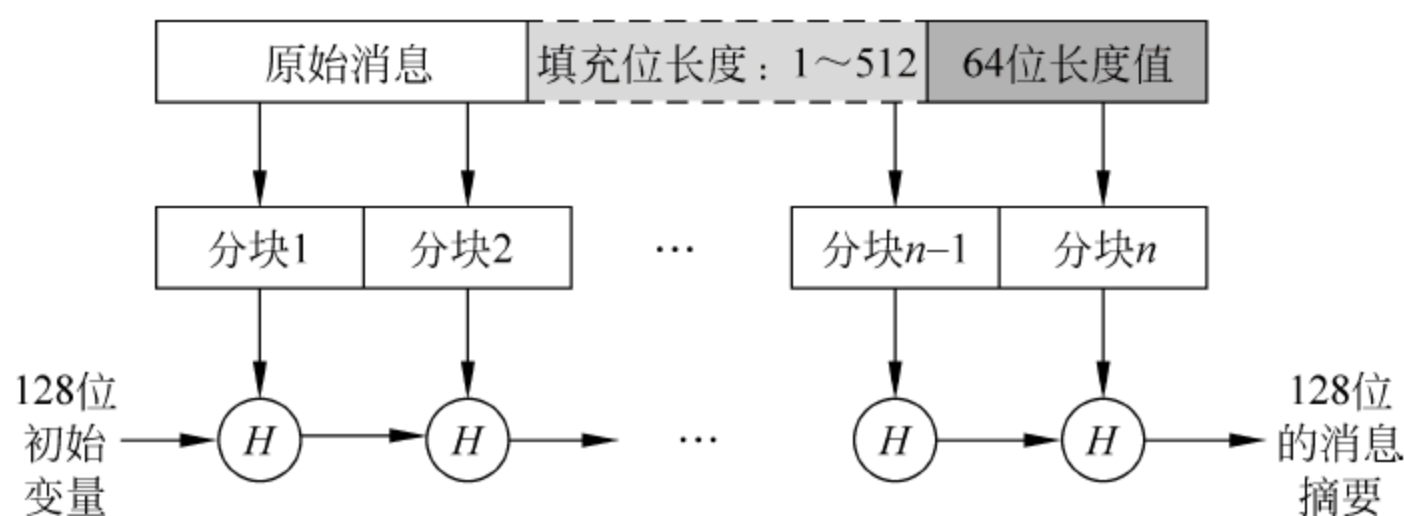 原始消息
填充位长度：1～512
64位长度值
分块1
分块2
…
分块n–1
分块n
128位
初始
变量
H
H
…
H
H
128位
的消息
摘要